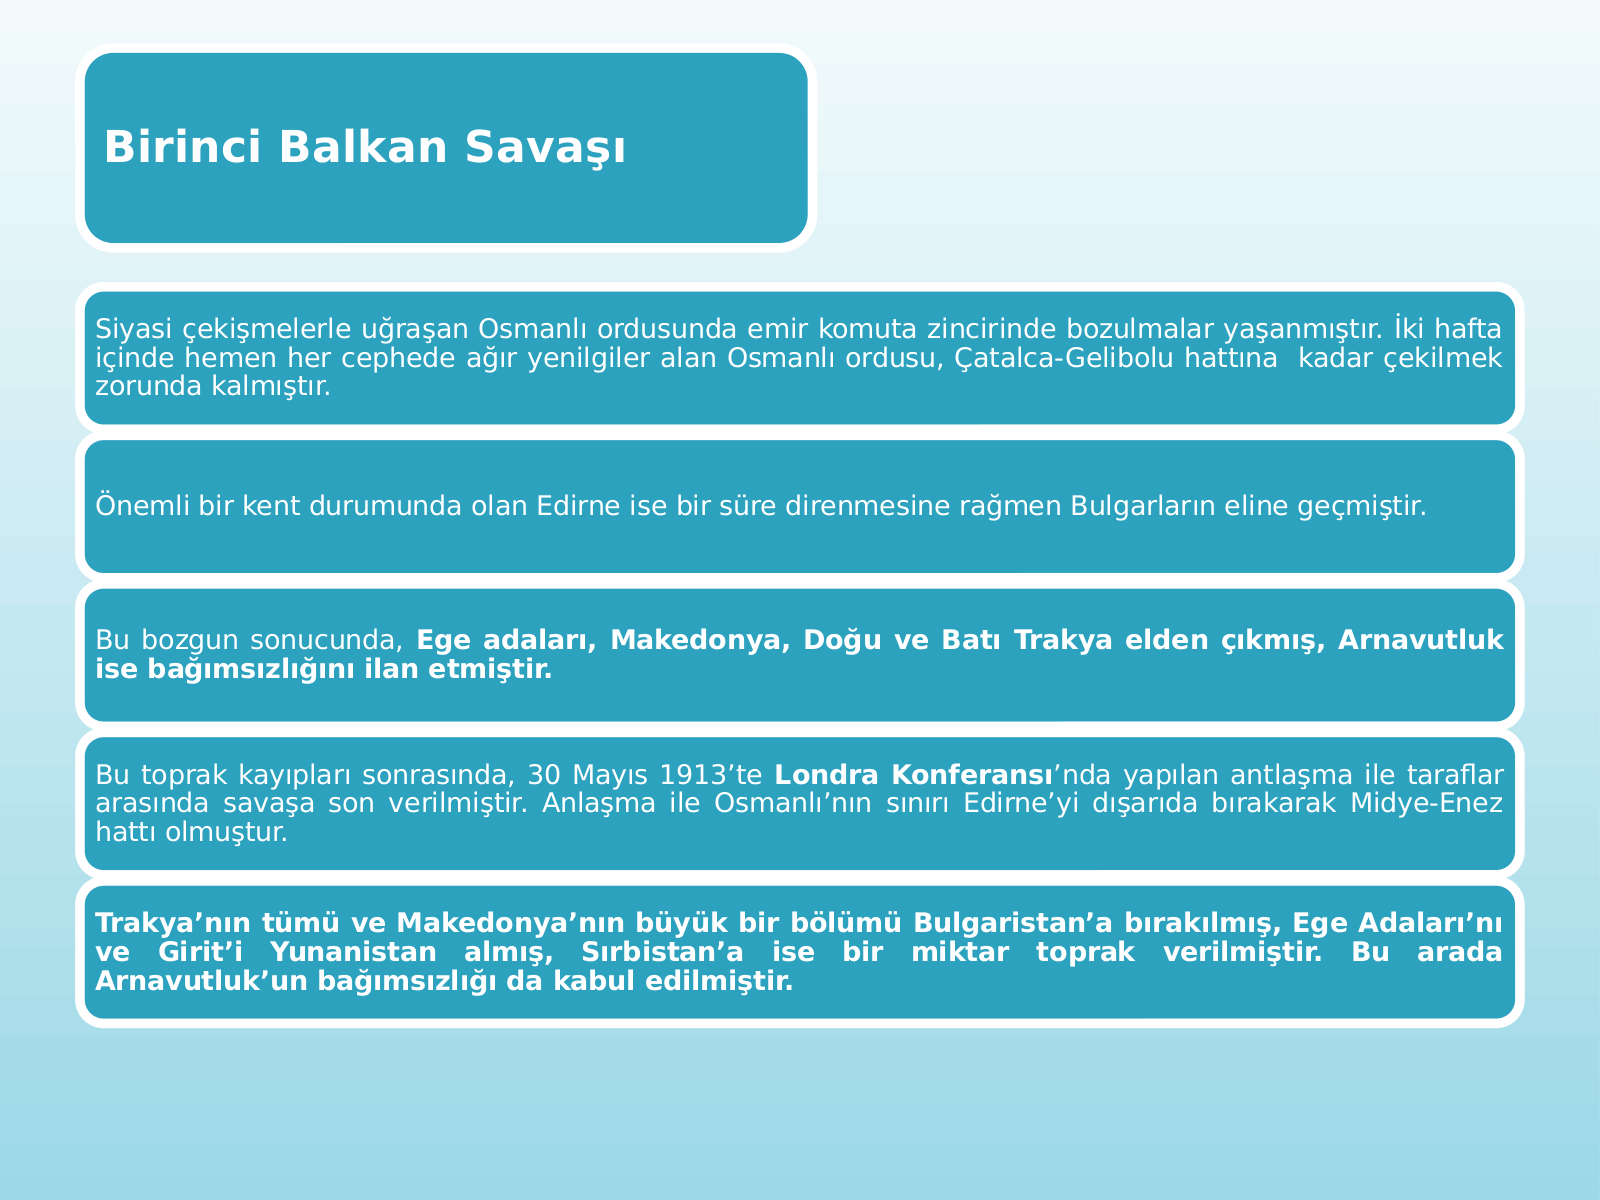 Birinci Balkan Savaşı
Siyasi çekişmelerle uğraşan Osmanlı ordusunda emir komuta zincirinde bozulmalar yaşanmıştır. İki hafta
içinde hemen her cephede ağır yenilgiler alan Osmanlı ordusu, Çatalca-Gelibolu hattına  kadar çekilmek
zorunda kalmıştır.
Önemli bir kent durumunda olan Edirne ise bir süre direnmesine rağmen Bulgarların eline geçmiştir.
Bu bozgun sonucunda, Ege adaları, Makedonya, Doğu ve Batı Trakya elden çıkmış, Arnavutluk
ise bağımsızlığını ilan etmiştir.
Bu toprak kayıpları sonrasında, 30 Mayıs 1913’te Londra Konferansı’nda yapılan antlaşma ile taraflar
arasında savaşa son verilmiştir. Anlaşma ile Osmanlı’nın sınırı Edirne’yi dışarıda bırakarak Midye-Enez
hattı olmuştur.
Trakya’nın tümü ve Makedonya’nın büyük bir bölümü Bulgaristan’a bırakılmış, Ege Adaları’nı
ve Girit’i Yunanistan almış, Sırbistan’a ise bir miktar toprak verilmiştir. Bu arada
Arnavutluk’un bağımsızlığı da kabul edilmiştir.